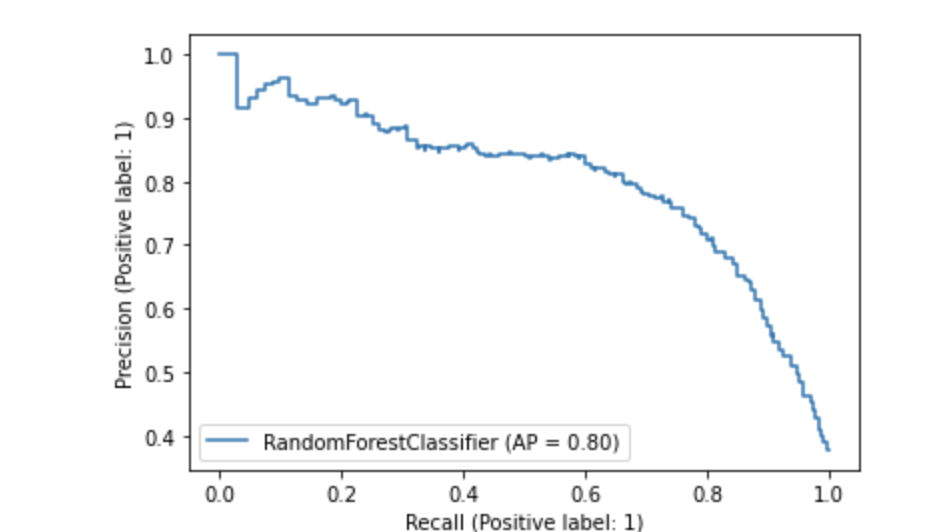 1.0
0.9
0.8
0.7
0.6
0.5
0.4
Precision (Positive label: 1)
RandomForestClassifier (AP = 0.80)
0.0 0.2 0.4 0.6 0.8 1.0
Recall (Positive label: 1)